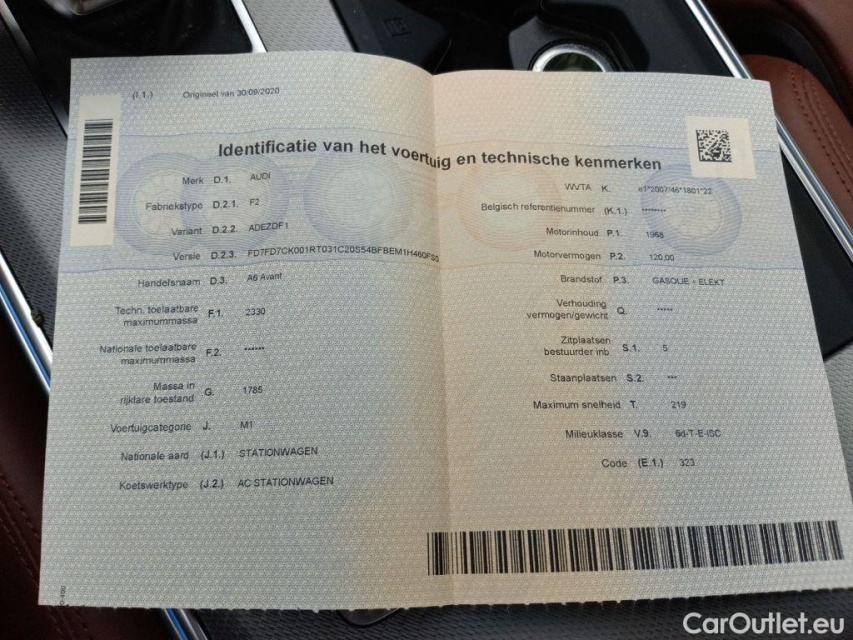 (I.1.) Origineel van 30/09/2020
Identificatie van het voertuig en technische kenmerken
Merk D.1. AUDI
Fabriekstype D.2.1. F2
Variant D.2.2. ADEZDF1
Versie D.2.3. FD7FD7CK001RT031C20S54BFBEM1H460FS0
Handelsnaam D.3. A6 Avant
Techn. toelaatbare
maximummassa F.1. 2330
Nationale toelaatbare
maximummassa F.2. ******
Massa in
rijklare toestand G. 1785
Voertuigcategorie J. M1
Nationale aard (J.1.) STATIONWAGEN
Koetswerktype (J.2.) AC STATIONWAGEN
WVTA K. e1*2007/46*1801*22
Belgisch referentienummer (K.1.) ********
Motorinhoud P.1. 1968
Motorvermogen P.2. 120,00
Brandstof P.3. GASOLIE + ELEKT
Verhouding
vermogen/gewicht Q. *****
Zitplaatsen
bestuurder inb S.1. 5
Staanplaatsen S.2. ***
Maximum snelheid T. 219
Milieuklasse V.9. 6d-T-E-ISC
Code (E.1.) 323
CarOutlet.eu